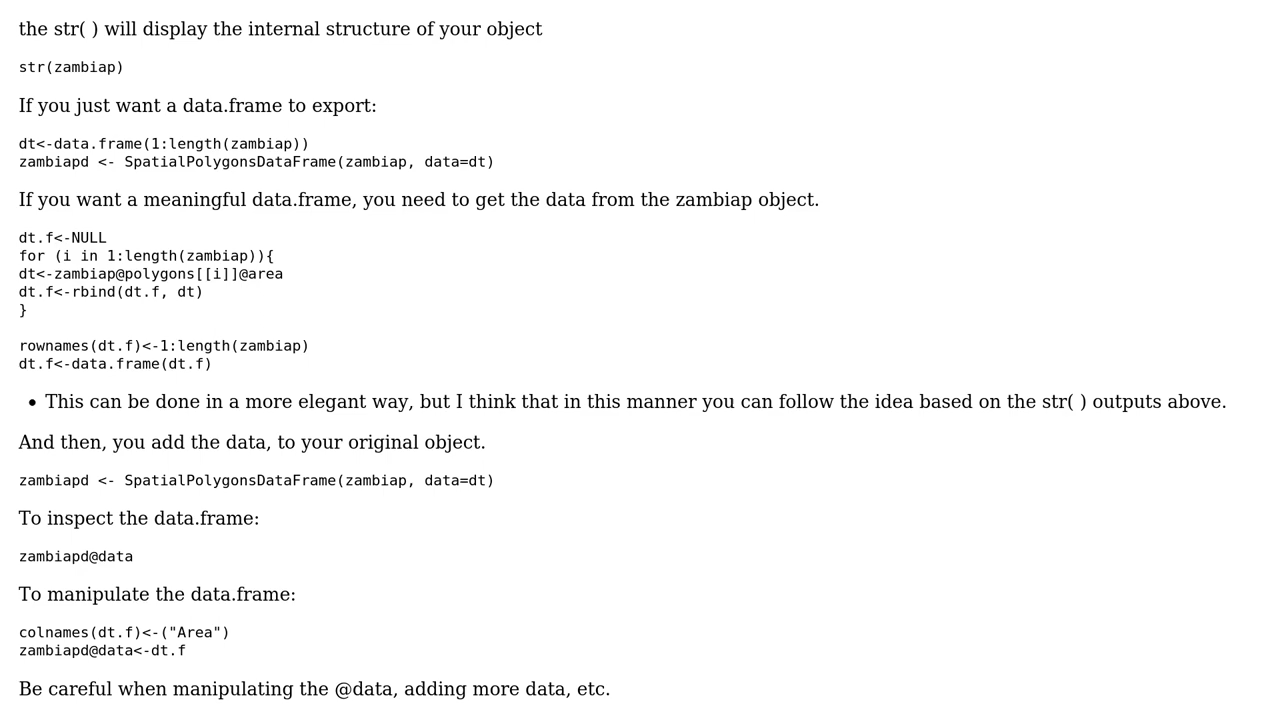 the str( ) will display the internal structure of your object
str(zambiap)
If you just want a data.frame to export:
dt<-data.frame(1:length(zambiap))
zambiapd <- SpatialPolygonsDataFrame(zambiap, data=dt)
If you want a meaningful data.frame, you need to get the data from the zambiap object.
dt.f<-NULL
for (i in 1:length(zambiap)){
dt<-zambiap@polygons[[i]]@area
dt.f<-rbind(dt.f, dt)
}
rownames(dt.f)<-1:length(zambiap)
dt.f<-data.frame(dt.f)
• This can be done in a more elegant way, but I think that in this manner you can follow the idea based on the str( ) outputs above.
And then, you add the data, to your original object.
zambiapd <- SpatialPolygonsDataFrame(zambiap, data=dt)
To inspect the data.frame:
zambiapd@data
To manipulate the data.frame:
colnames(dt.f)<-("Area")
zambiapd@data<-dt.f
Be careful when manipulating the @data, adding more data, etc.